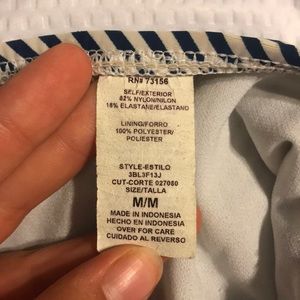 RN# 73156
SELF/EXTERIOR
82% NYLON/NILON
18% ELASTANE/ELASTAND
LINING/FORRO
100% POLYESTER/
POLIESTER
STYLE-ESTILO
3BL3F13J
CUT-CORTE 027080
SIZE/TALLA
M/M
MADE IN INDONESIA
HECHO EN INDONESIA
OVER FOR CARE
CUIDADO AL REVERSO